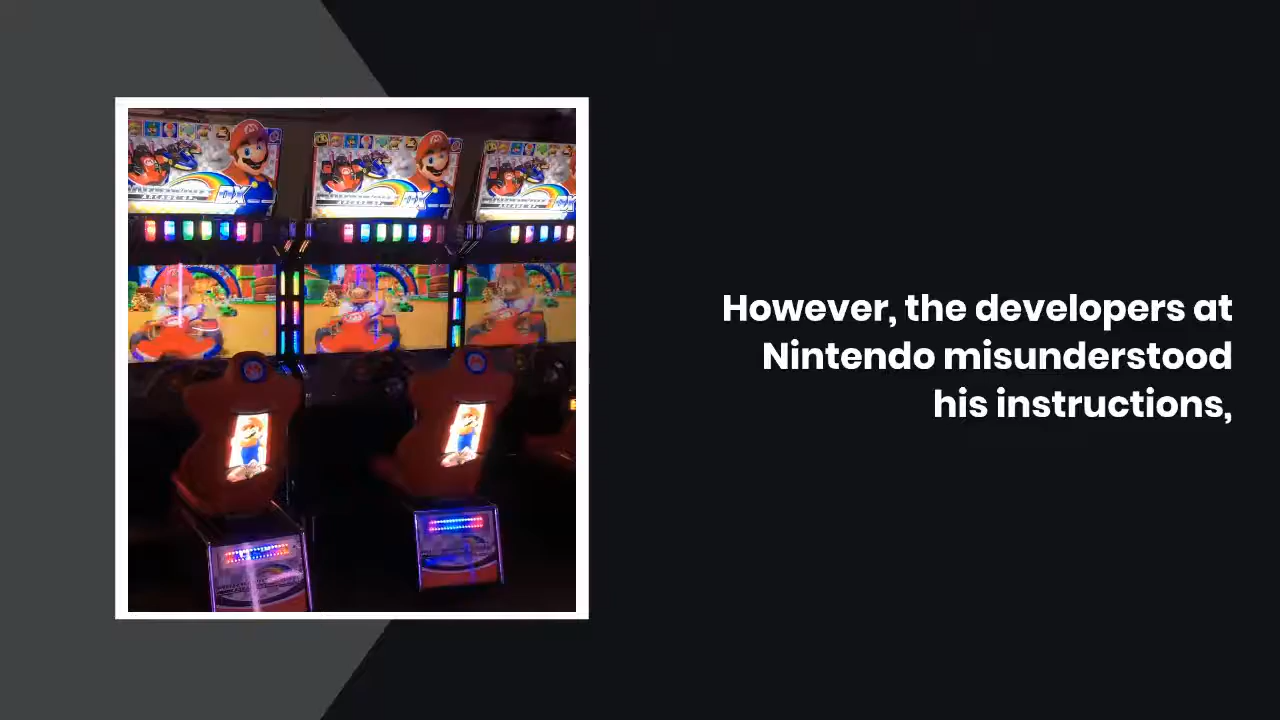 However, the developers at
Nintendo misunderstood
his instructions,